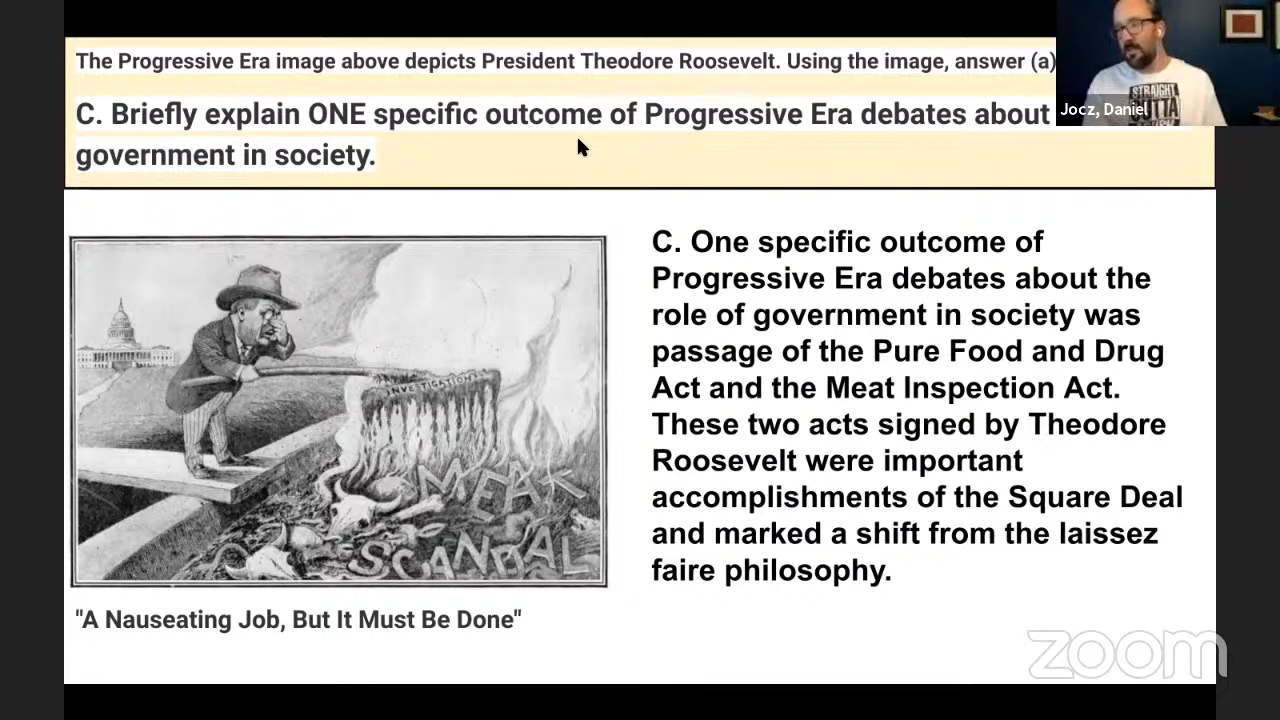 The Progressive Era image above depicts President Theodore Roosevelt. Using the image, answer (a)
C. Briefly explain ONE specific outcome of Progressive Era debates about
government in society.
Jocz, Daniel
STRAIGHT
OUTTA
INVESTIGATION
MEAT
SCANDAL
"A Nauseating Job, But It Must Be Done"
C. One specific outcome of
Progressive Era debates about the
role of government in society was
passage of the Pure Food and Drug
Act and the Meat Inspection Act.
These two acts signed by Theodore
Roosevelt were important
accomplishments of the Square Deal
and marked a shift from the laissez
faire philosophy.
zoom